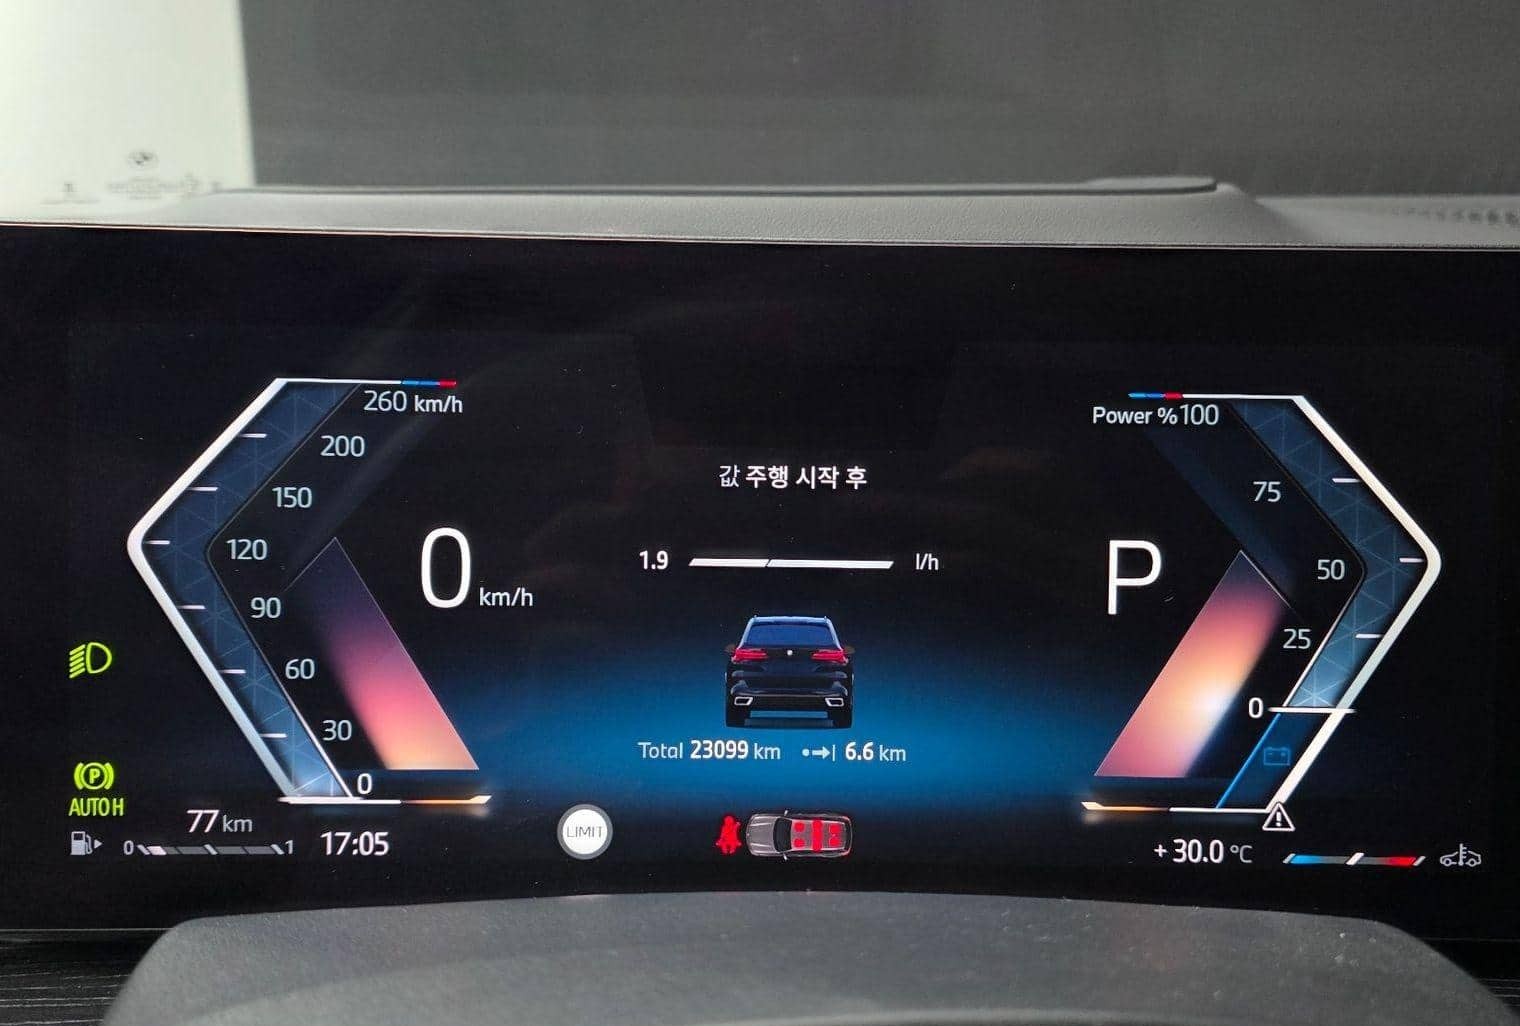 260 km/h
200
150
120
90
60
30
0
0 km/h
값 주행 시작 후
1.9 l/h
Total 23099 km 6.6 km
Power %100
75
50
25
0
P
P
AUTO H
77 km
0 1
17:05
LIMIT
+ 30.0 °C